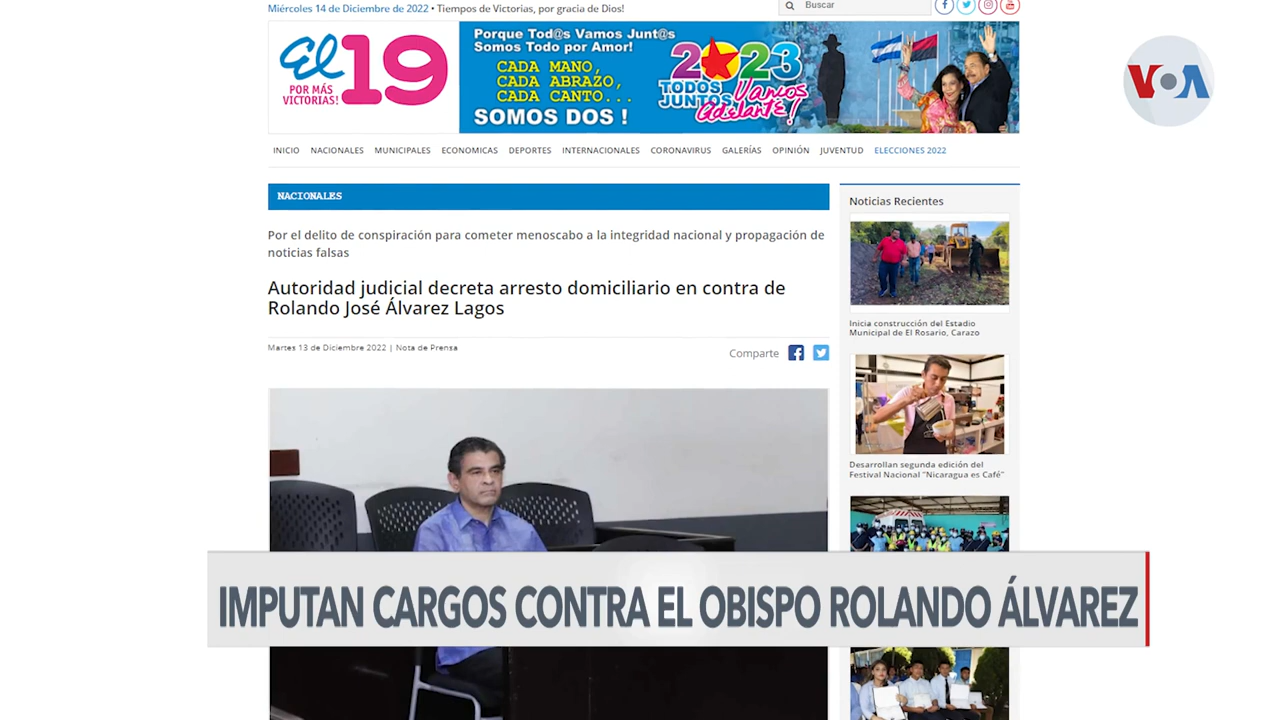 Miércoles 14 de Diciembre de 2022 • Tiempos de Victorias, por gracia de Dios!
Buscar
El 19
POR MÁS
VICTORIAS!
Porque Tod@s Vamos Junt@s
Somos Todo por Amor!
CADA MANO,
CADA ABRAZO,
CADA CANTO...
SOMOS DOS !
2023
TODOS
JUNTOS Vamos
adelante!
VOA
INICIO NACIONALES MUNICIPALES ECONOMICAS DEPORTES INTERNACIONALES CORONAVIRUS GALERÍAS OPINIÓN JUVENTUD ELECCIONES 2022
NACIONALES
Por el delito de conspiración para cometer menoscabo a la integridad nacional y propagación de
noticias falsas
Autoridad judicial decreta arresto domiciliario en contra de
Rolando José Álvarez Lagos
Martes 13 de Diciembre 2022 | Nota de Prensa
Comparte
Noticias Recientes
Inicia construcción del Estadio
Municipal de El Rosario, Carazo
Desarrollan segunda edición del
Festival Nacional "Nicaragua es Café"
IMPUTAN CARGOS CONTRA EL OBISPO ROLANDO ÁLVAREZ